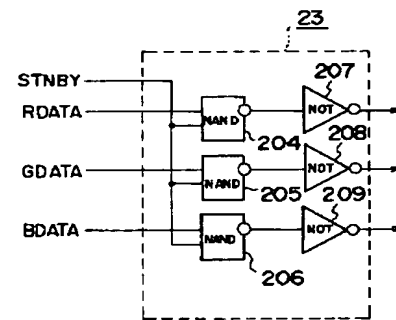 23
STNBY
207
RDATA
NAND
NOT
204
208
GDATA
NAND
NOT
205
209
BDATA
NAND
NOT
206